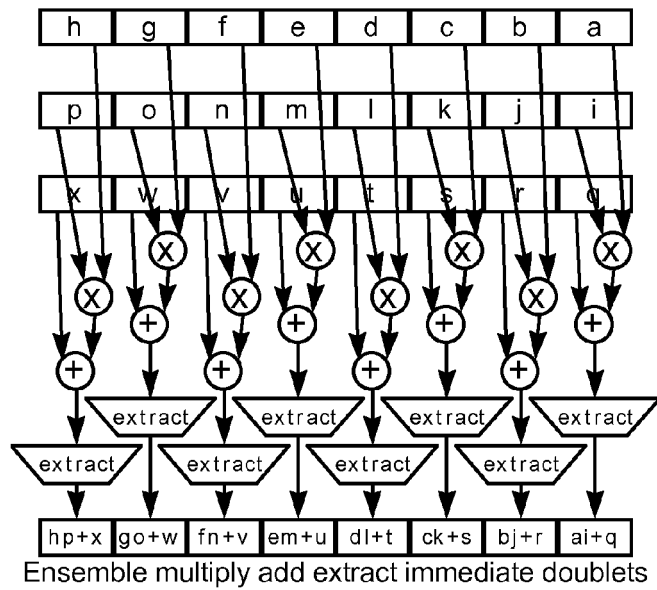 h g f e d c b a
p o n m l k j i
x w v u t s r q
X X X X
X X X X
+ + + +
+ + + +
extract extract extract extract
extract extract extract extract
hp+x go+w fn+v em+u dl+t ck+s bj+r ai+q
Ensemble multiply add extract immediate doublets